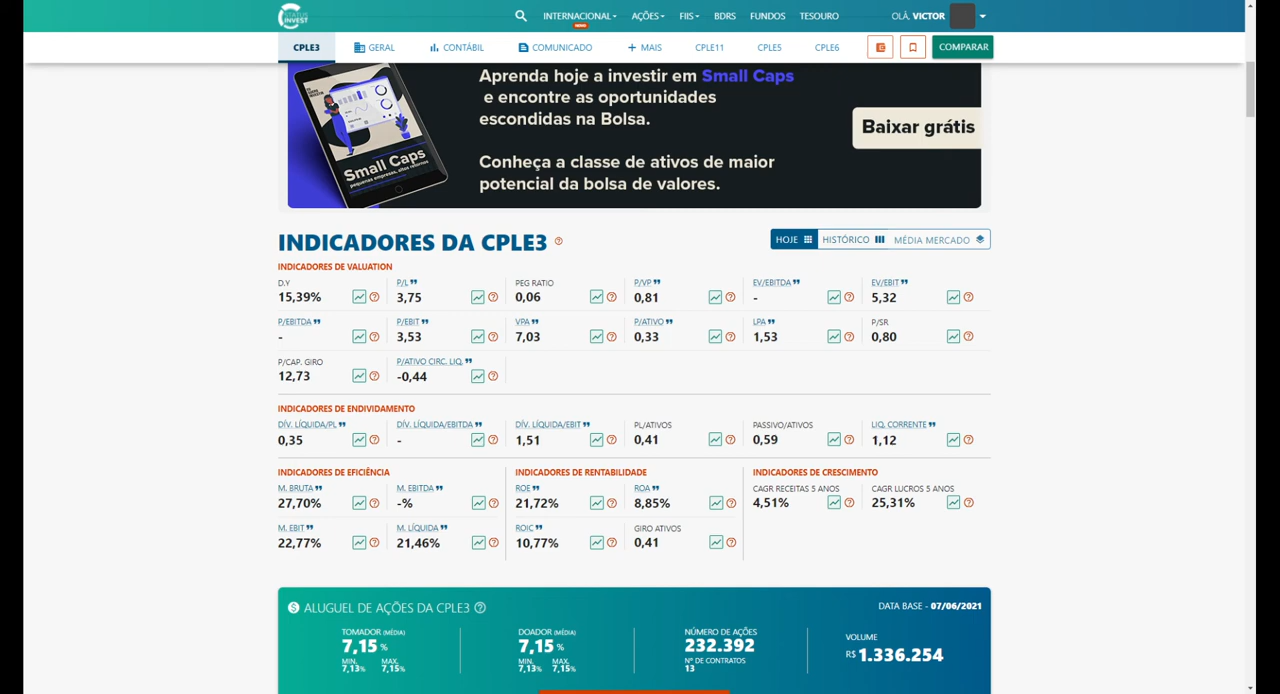 STATUS
INVEST
INTERNACIONAL
NOVO
AÇÕES
FIIS
BDRS
FUNDOS
TESOURO
OLÁ, VICTOR
CPLE3
GERAL
CONTÁBIL
COMUNICADO
+ MAIS
CPLE11
CPLE5
CPLE6
COMPARAR
Aprenda hoje a investir em Small Caps
e encontre as oportunidades
escondidas na Bolsa.
Conheça a classe de ativos de maior
potencial da bolsa de valores.
Baixar grátis
Small Caps
pequenas empresas, altos retornos
INDICADORES DA CPLE3
HOJE
HISTÓRICO
MÉDIA MERCADO
INDICADORES DE VALUATION
D.Y P/L PEG RATIO P/VP EV/EBITDA EV/EBIT
15,39% 3,75 0,06 0,81 - 5,32
P/EBITDA P/EBIT VPA P/ATIVO LPA P/SR
- 3,53 7,03 0,33 1,53 0,80
P/CAP. GIRO P/ATIVO CIRC. LIQ.
12,73 -0,44
INDICADORES DE ENDIVIDAMENTO
DÍV. LÍQUIDA/PL DÍV. LÍQUIDA/EBITDA DÍV. LÍQUIDA/EBIT PL/ATIVOS PASSIVO/ATIVOS LIQ. CORRENTE
0,35 - 1,51 0,41 0,59 1,12
INDICADORES DE EFICIÊNCIA INDICADORES DE RENTABILIDADE INDICADORES DE CRESCIMENTO
M. BRUTA M. EBITDA ROE ROA CAGR RECEITAS 5 ANOS CAGR LUCROS 5 ANOS
27,70% -% 21,72% 8,85% 4,51% 25,31%
M. EBIT M. LÍQUIDA ROIC GIRO ATIVOS
22,77% 21,46% 10,77% 0,41
ALUGUEL DE AÇÕES DA CPLE3
DATA BASE - 07/06/2021
TOMADOR (MÉDIA) DOADOR (MÉDIA) NÚMERO DE AÇÕES VOLUME
7,15 % 7,15 % 232.392 R$ 1.336.254
MIN. MAX. MIN. MAX. Nº DE CONTRATOS
7,13% 7,15% 7,13% 7,15% 13